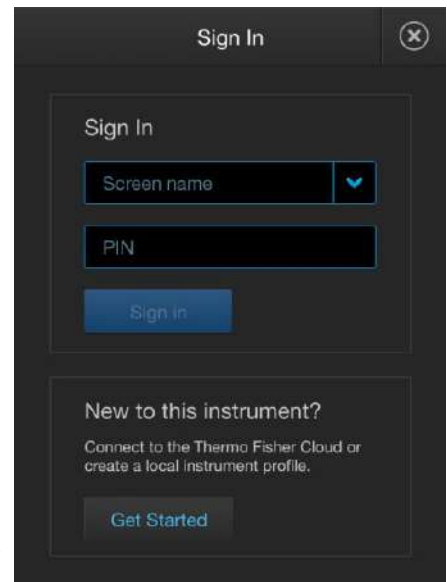 Sign In
Sign In
Screen name
PIN
Sign in
New to this instrument?
Connect to the Thermo Fisher Cloud or
create a local instrument profile.
Get Started